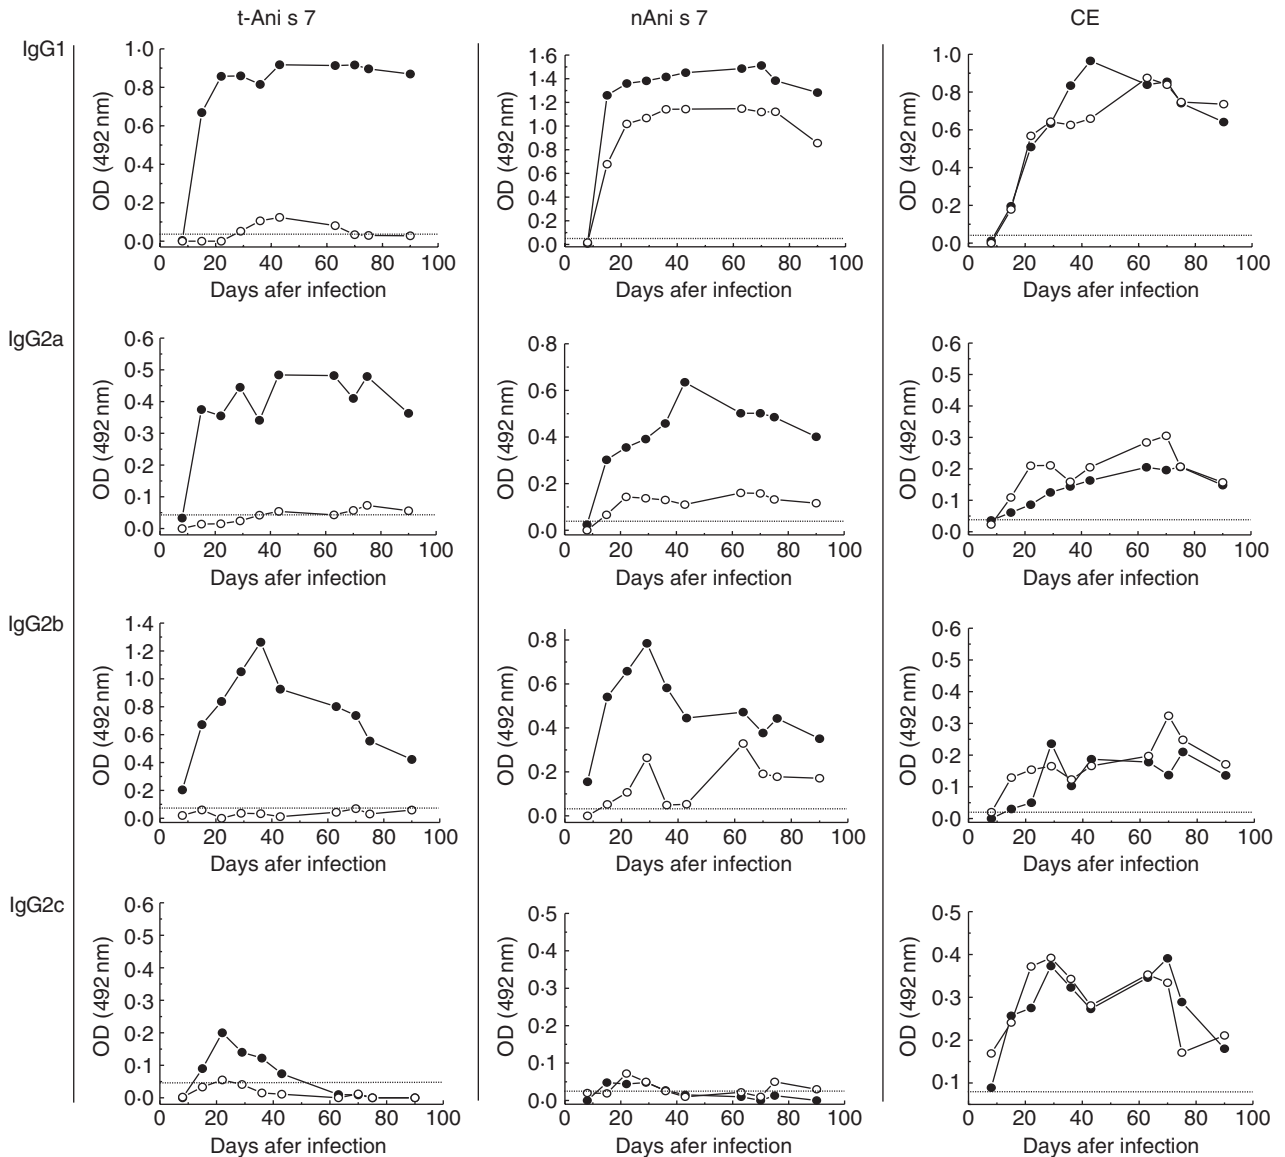 t-Ani s 7 nAni s 7 CE
IgG1
OD (492 nm) 1·0 0·8 0·6 0·4 0·2 0·0
0 20 40 60 80 100
Days afer infection
OD (492 nm) 1·6 1·4 1·2 1·0 0·8 0·6 0·4 0·2 0·0
0 20 40 60 80 100
Days afer infection
OD (492 nm) 1·0 0·8 0·6 0·4 0·2 0·0
0 20 40 60 80 100
Days afer infection
IgG2a
OD (492 nm) 0·6 0·5 0·4 0·3 0·2 0·1 0·0
0 20 40 60 80 100
Days afer infection
OD (492 nm) 0·8 0·6 0·4 0·2 0·0
0 20 40 60 80 100
Days afer infection
OD (492 nm) 0·6 0·5 0·4 0·3 0·2 0·1 0·0
0 20 40 60 80 100
Days afer infection
IgG2b
OD (492 nm) 1·4 1·2 1·0 0·8 0·6 0·4 0·2 0·0
0 20 40 60 80 100
Days afer infection
OD (492 nm) 0·8 0·6 0·4 0·2 0·0
0 20 40 60 80 100
Days afer infection
OD (492 nm) 0·6 0·5 0·4 0·3 0·2 0·1 0·0
0 20 40 60 80 100
Days afer infection
IgG2c
OD (492 nm) 0·6 0·5 0·4 0·3 0·2 0·1 0·0
0 20 40 60 80 100
Days afer infection
OD (492 nm) 0·5 0·4 0·3 0·2 0·1 0·0
0 20 40 60 80 100
Days afer infection
OD (492 nm) 0·5 0·4 0·3 0·2 0·1
0 20 40 60 80 100
Days afer infection